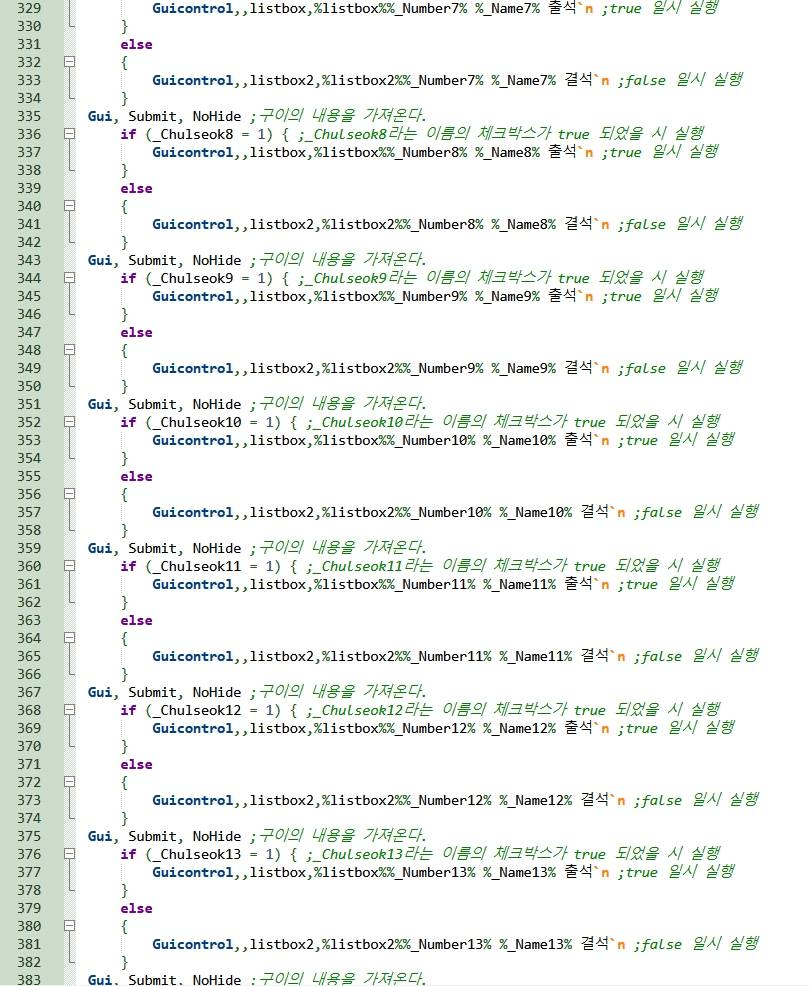 329 Guicontrol,,listbox,%listbox%%_Number7% %_Name7% 출석`n ;true 일시 실행
330 }
331 else
332 {
333 Guicontrol,,listbox2,%listbox2%%_Number7% %_Name7% 결석`n ;false 일시 실행
334 }
335 Gui, Submit, NoHide ;구이의 내용을 가져온다.
336 if (_Chulseok8 = 1) { ;_Chulseok8라는 이름의 체크박스가 true 되었을 시 실행
337 Guicontrol,,listbox,%listbox%%_Number8% %_Name8% 출석`n ;true 일시 실행
338 }
339 else
340 {
341 Guicontrol,,listbox2,%listbox2%%_Number8% %_Name8% 결석`n ;false 일시 실행
342 }
343 Gui, Submit, NoHide ;구이의 내용을 가져온다.
344 if (_Chulseok9 = 1) { ;_Chulseok9라는 이름의 체크박스가 true 되었을 시 실행
345 Guicontrol,,listbox,%listbox%%_Number9% %_Name9% 출석`n ;true 일시 실행
346 }
347 else
348 {
349 Guicontrol,,listbox2,%listbox2%%_Number9% %_Name9% 결석`n ;false 일시 실행
350 }
351 Gui, Submit, NoHide ;구이의 내용을 가져온다.
352 if (_Chulseok10 = 1) { ;_Chulseok10라는 이름의 체크박스가 true 되었을 시 실행
353 Guicontrol,,listbox,%listbox%%_Number10% %_Name10% 출석`n ;true 일시 실행
354 }
355 else
356 {
357 Guicontrol,,listbox2,%listbox2%%_Number10% %_Name10% 결석`n ;false 일시 실행
358 }
359 Gui, Submit, NoHide ;구이의 내용을 가져온다.
360 if (_Chulseok11 = 1) { ;_Chulseok11라는 이름의 체크박스가 true 되었을 시 실행
361 Guicontrol,,listbox,%listbox%%_Number11% %_Name11% 출석`n ;true 일시 실행
362 }
363 else
364 {
365 Guicontrol,,listbox2,%listbox2%%_Number11% %_Name11% 결석`n ;false 일시 실행
366 }
367 Gui, Submit, NoHide ;구이의 내용을 가져온다.
368 if (_Chulseok12 = 1) { ;_Chulseok12라는 이름의 체크박스가 true 되었을 시 실행
369 Guicontrol,,listbox,%listbox%%_Number12% %_Name12% 출석`n ;true 일시 실행
370 }
371 else
372 {
373 Guicontrol,,listbox2,%listbox2%%_Number12% %_Name12% 결석`n ;false 일시 실행
374 }
375 Gui, Submit, NoHide ;구이의 내용을 가져온다.
376 if (_Chulseok13 = 1) { ;_Chulseok13라는 이름의 체크박스가 true 되었을 시 실행
377 Guicontrol,,listbox,%listbox%%_Number13% %_Name13% 출석`n ;true 일시 실행
378 }
379 else
380 {
381 Guicontrol,,listbox2,%listbox2%%_Number13% %_Name13% 결석`n ;false 일시 실행
382 }
383 Gui, Submit, NoHide ;구이의 내용을 가져온다.